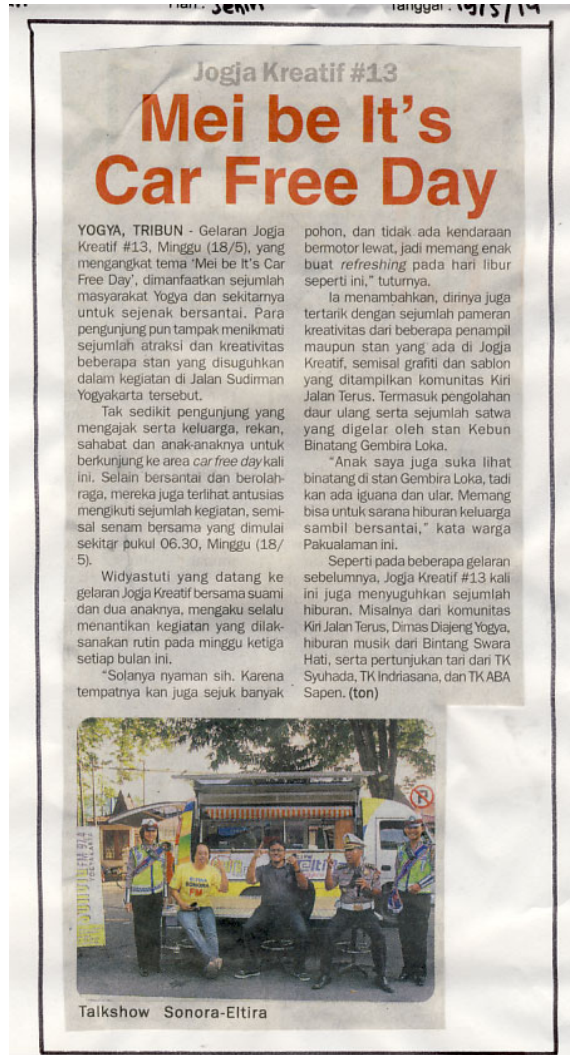 Hari : Senin
Tanggal : 19/5/14
Jogja Kreatif #13
Mei be It's
Car Free Day
YOGYA, TRIBUN - Gelaran Jogja
Kreatif #13, Minggu (18/5), yang
mengangkat tema 'Mei be It's Car
Free Day', dimanfaatkan sejumlah
masyarakat Yogya dan sekitarnya
untuk sejenak bersantai. Para
pengunjung pun tampak menikmati
sejumlah atraksi dan kreativitas
beberapa stan yang disuguhkan
dalam kegiatan di Jalan Sudirman
Yogyakarta tersebut.
Tak sedikit pengunjung yang
mengajak serta keluarga, rekan,
sahabat dan anak-anaknya untuk
berkunjung ke area car free day kali
ini. Selain bersantai dan berolah-
raga, mereka juga terlihat antusias
mengikuti sejumlah kegiatan, semi-
sal senam bersama yang dimulai
sekitar pukul 06.30, Minggu (18/
5).
Widyastuti yang datang ke
gelaran Jogja Kreatif bersama suami
dan dua anaknya, mengaku selalu
menantikan kegiatan yang dilak-
sanakan rutin pada minggu ketiga
setiap bulan ini.
"Solanya nyaman sih. Karena
tempatnya kan juga sejuk banyak
pohon, dan tidak ada kendaraan
bermotor lewat, jadi memang enak
buat refreshing pada hari libur
seperti ini," tuturnya.
Ia menambahkan, dirinya juga
tertarik dengan sejumlah pameran
kreativitas dari beberapa penampil
maupun stan yang ada di Jogja
Kreatif, semisal grafiti dan sablon
yang ditampilkan komunitas Kiri
Jalan Terus. Termasuk pengolahan
daur ulang serta sejumlah satwa
yang digelar oleh stan Kebun
Binatang Gembira Loka.
"Anak saya juga suka lihat
binatang di stan Gembira Loka, tadi
kan ada iguana dan ular. Memang
bisa untuk sarana hiburan keluarga
sambil bersantai," kata warga
Pakualaman ini.
Seperti pada beberapa gelaran
sebelumnya, Jogja Kreatif #13 kali
ini juga menyuguhkan sejumlah
hiburan. Misalnya dari komunitas
Kiri Jalan Terus, Dimas Diajeng Yogya,
hiburan musik dari Bintang Swara
Hati, serta pertunjukan tari dari TK
Syuhada, TK Indriasana, dan TK ABA
Sapen. (ton)
SONORA
FM
P
SONORA FM 97,4
YOGYAKARTA
Talkshow Sonora-Eltira